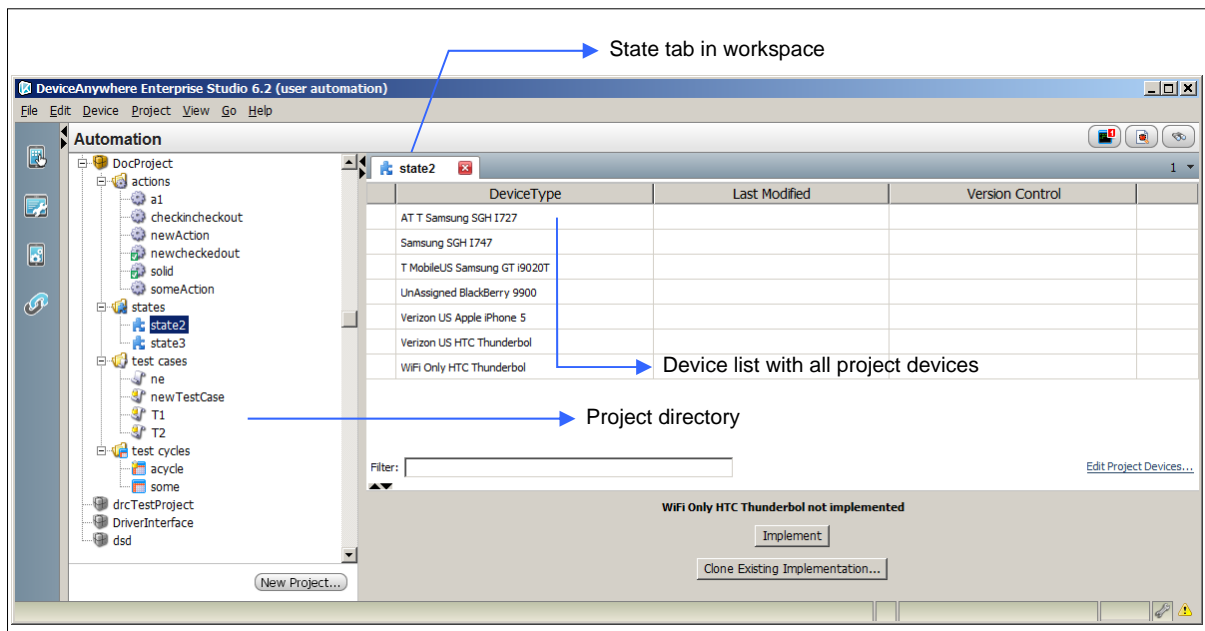 State tab in workspace
DeviceAnywhere Enterprise Studio 6.2 (user automation)
File Edit Device Project View Go Help
Automation
DocProject
actions
a1
checkincheckout
newAction
newcheckedout
solid
someAction
states
state2
state3
test cases
ne
newTestCase
T1
T2
test cycles
acycle
some
drcTestProject
DriverInterface
dsd
New Project...
state2
1
DeviceType Last Modified Version Control
AT T Samsung SGH I727
Samsung SGH I747
T MobileUS Samsung GT i9020T
UnAssigned BlackBerry 9900
Verizon US Apple iPhone 5
Verizon US HTC Thunderbol
WiFi Only HTC Thunderbol
Device list with all project devices
Project directory
Filter:
Edit Project Devices...
WiFi Only HTC Thunderbol not implemented
Implement
Clone Existing Implementation...